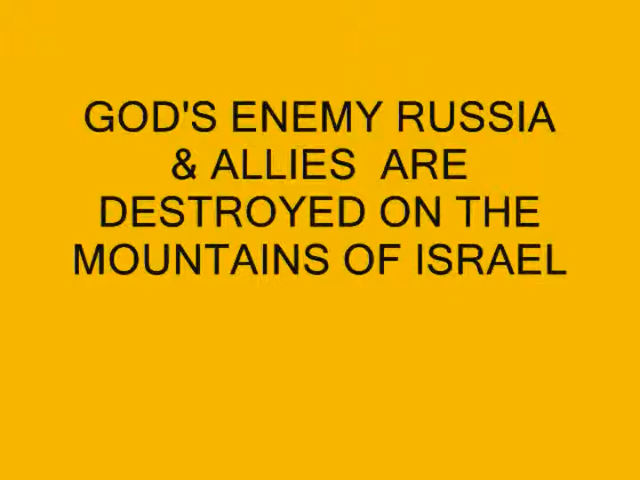 GOD'S ENEMY RUSSIA
& ALLIES  ARE
DESTROYED ON THE
MOUNTAINS OF ISRAEL